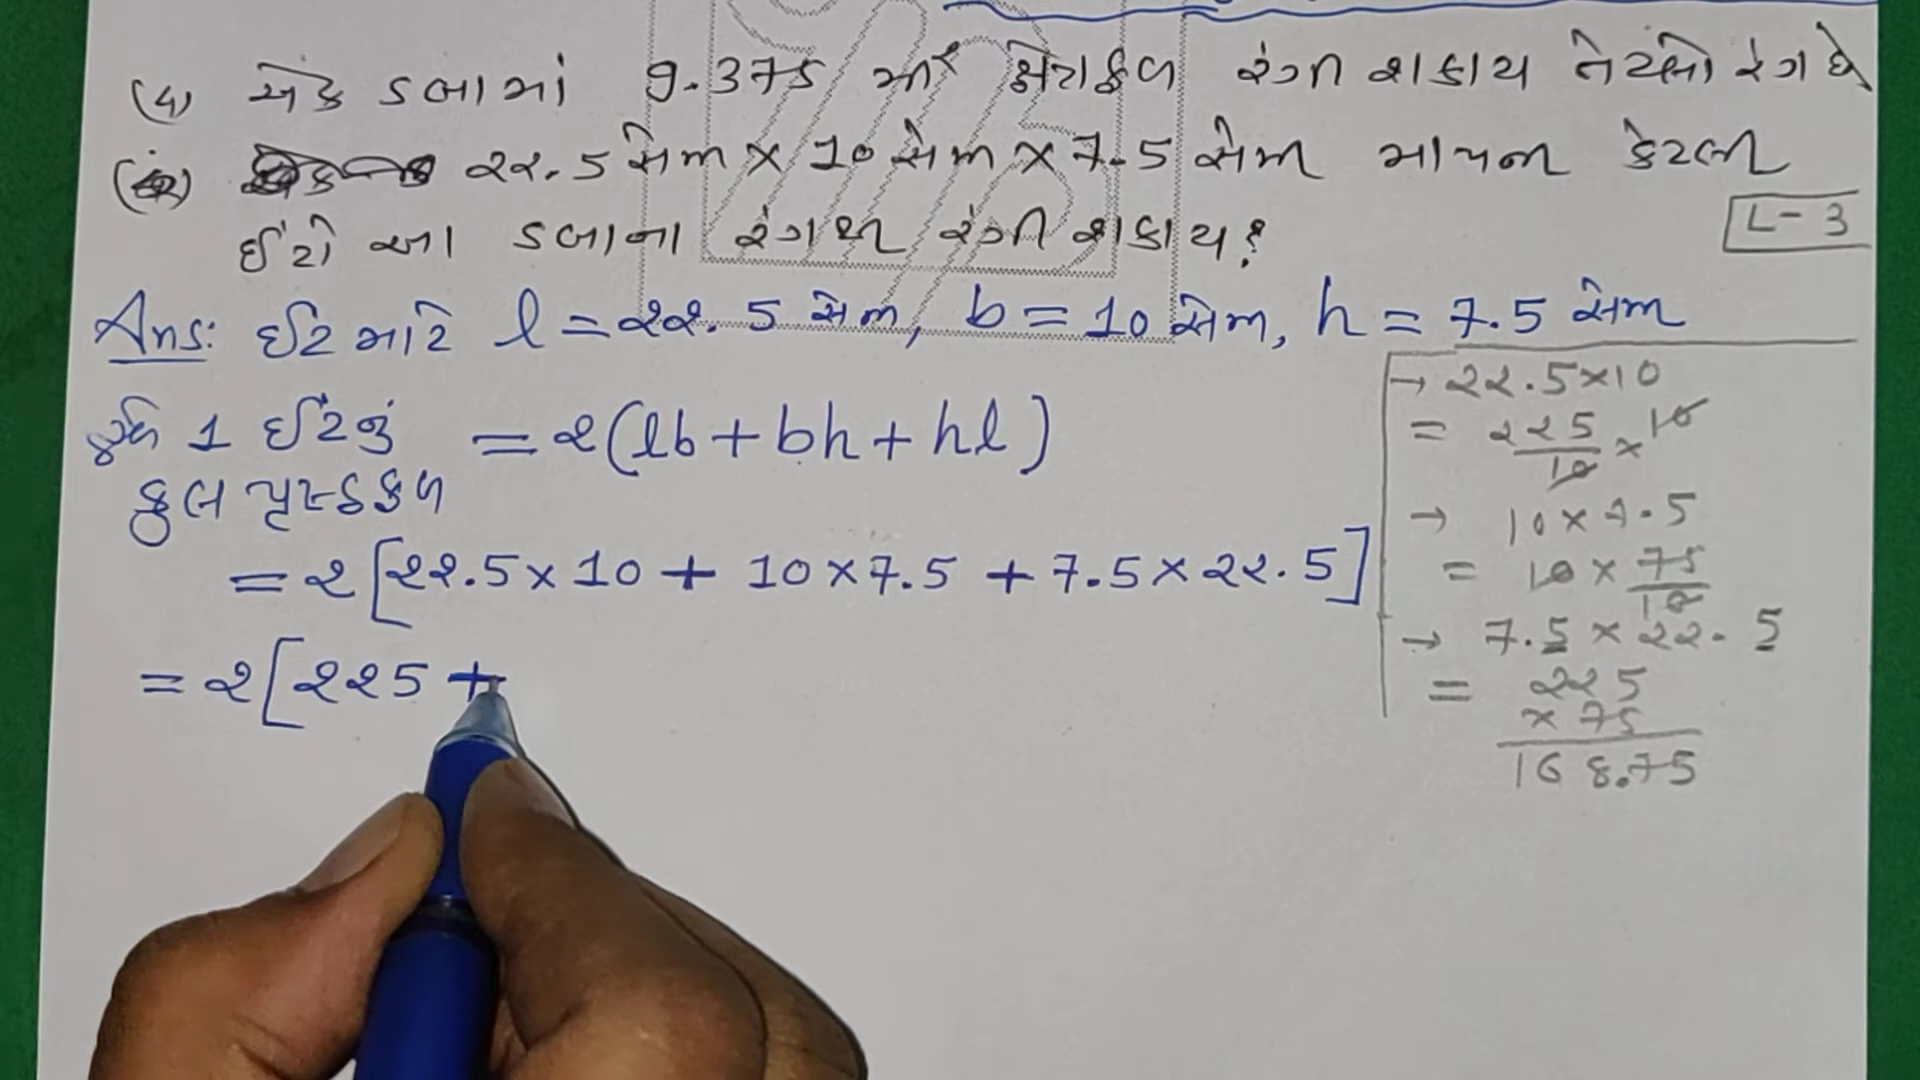 (4) એક ડબામાં 9.375 મી² ક્ષેત્રફળ રંગી શકાય તેટલો રંગ છે
22.5 સેમી × 10 સેમી × 7.5 સેમી માપની કેટલી
ઈંટો આ ડબાના રંગથી રંગી શકાય?
L-3
Ans: ઈંટ માટે l = 22.5 સેમી, b = 10 સેમી, h = 7.5 સેમી
હવે 1 ઈંટનું = 2(lb + bh + hl)
કુલ પૃષ્ઠફળ
= 2[22.5 × 10 + 10 × 7.5 + 7.5 × 22.5]
= 2[225 +
→ 22.5×10
= 225/10 × 10
→ 10 × 7.5
= 10 × 75/10
→ 7.5 × 22.5
= 225
× 75
168.75